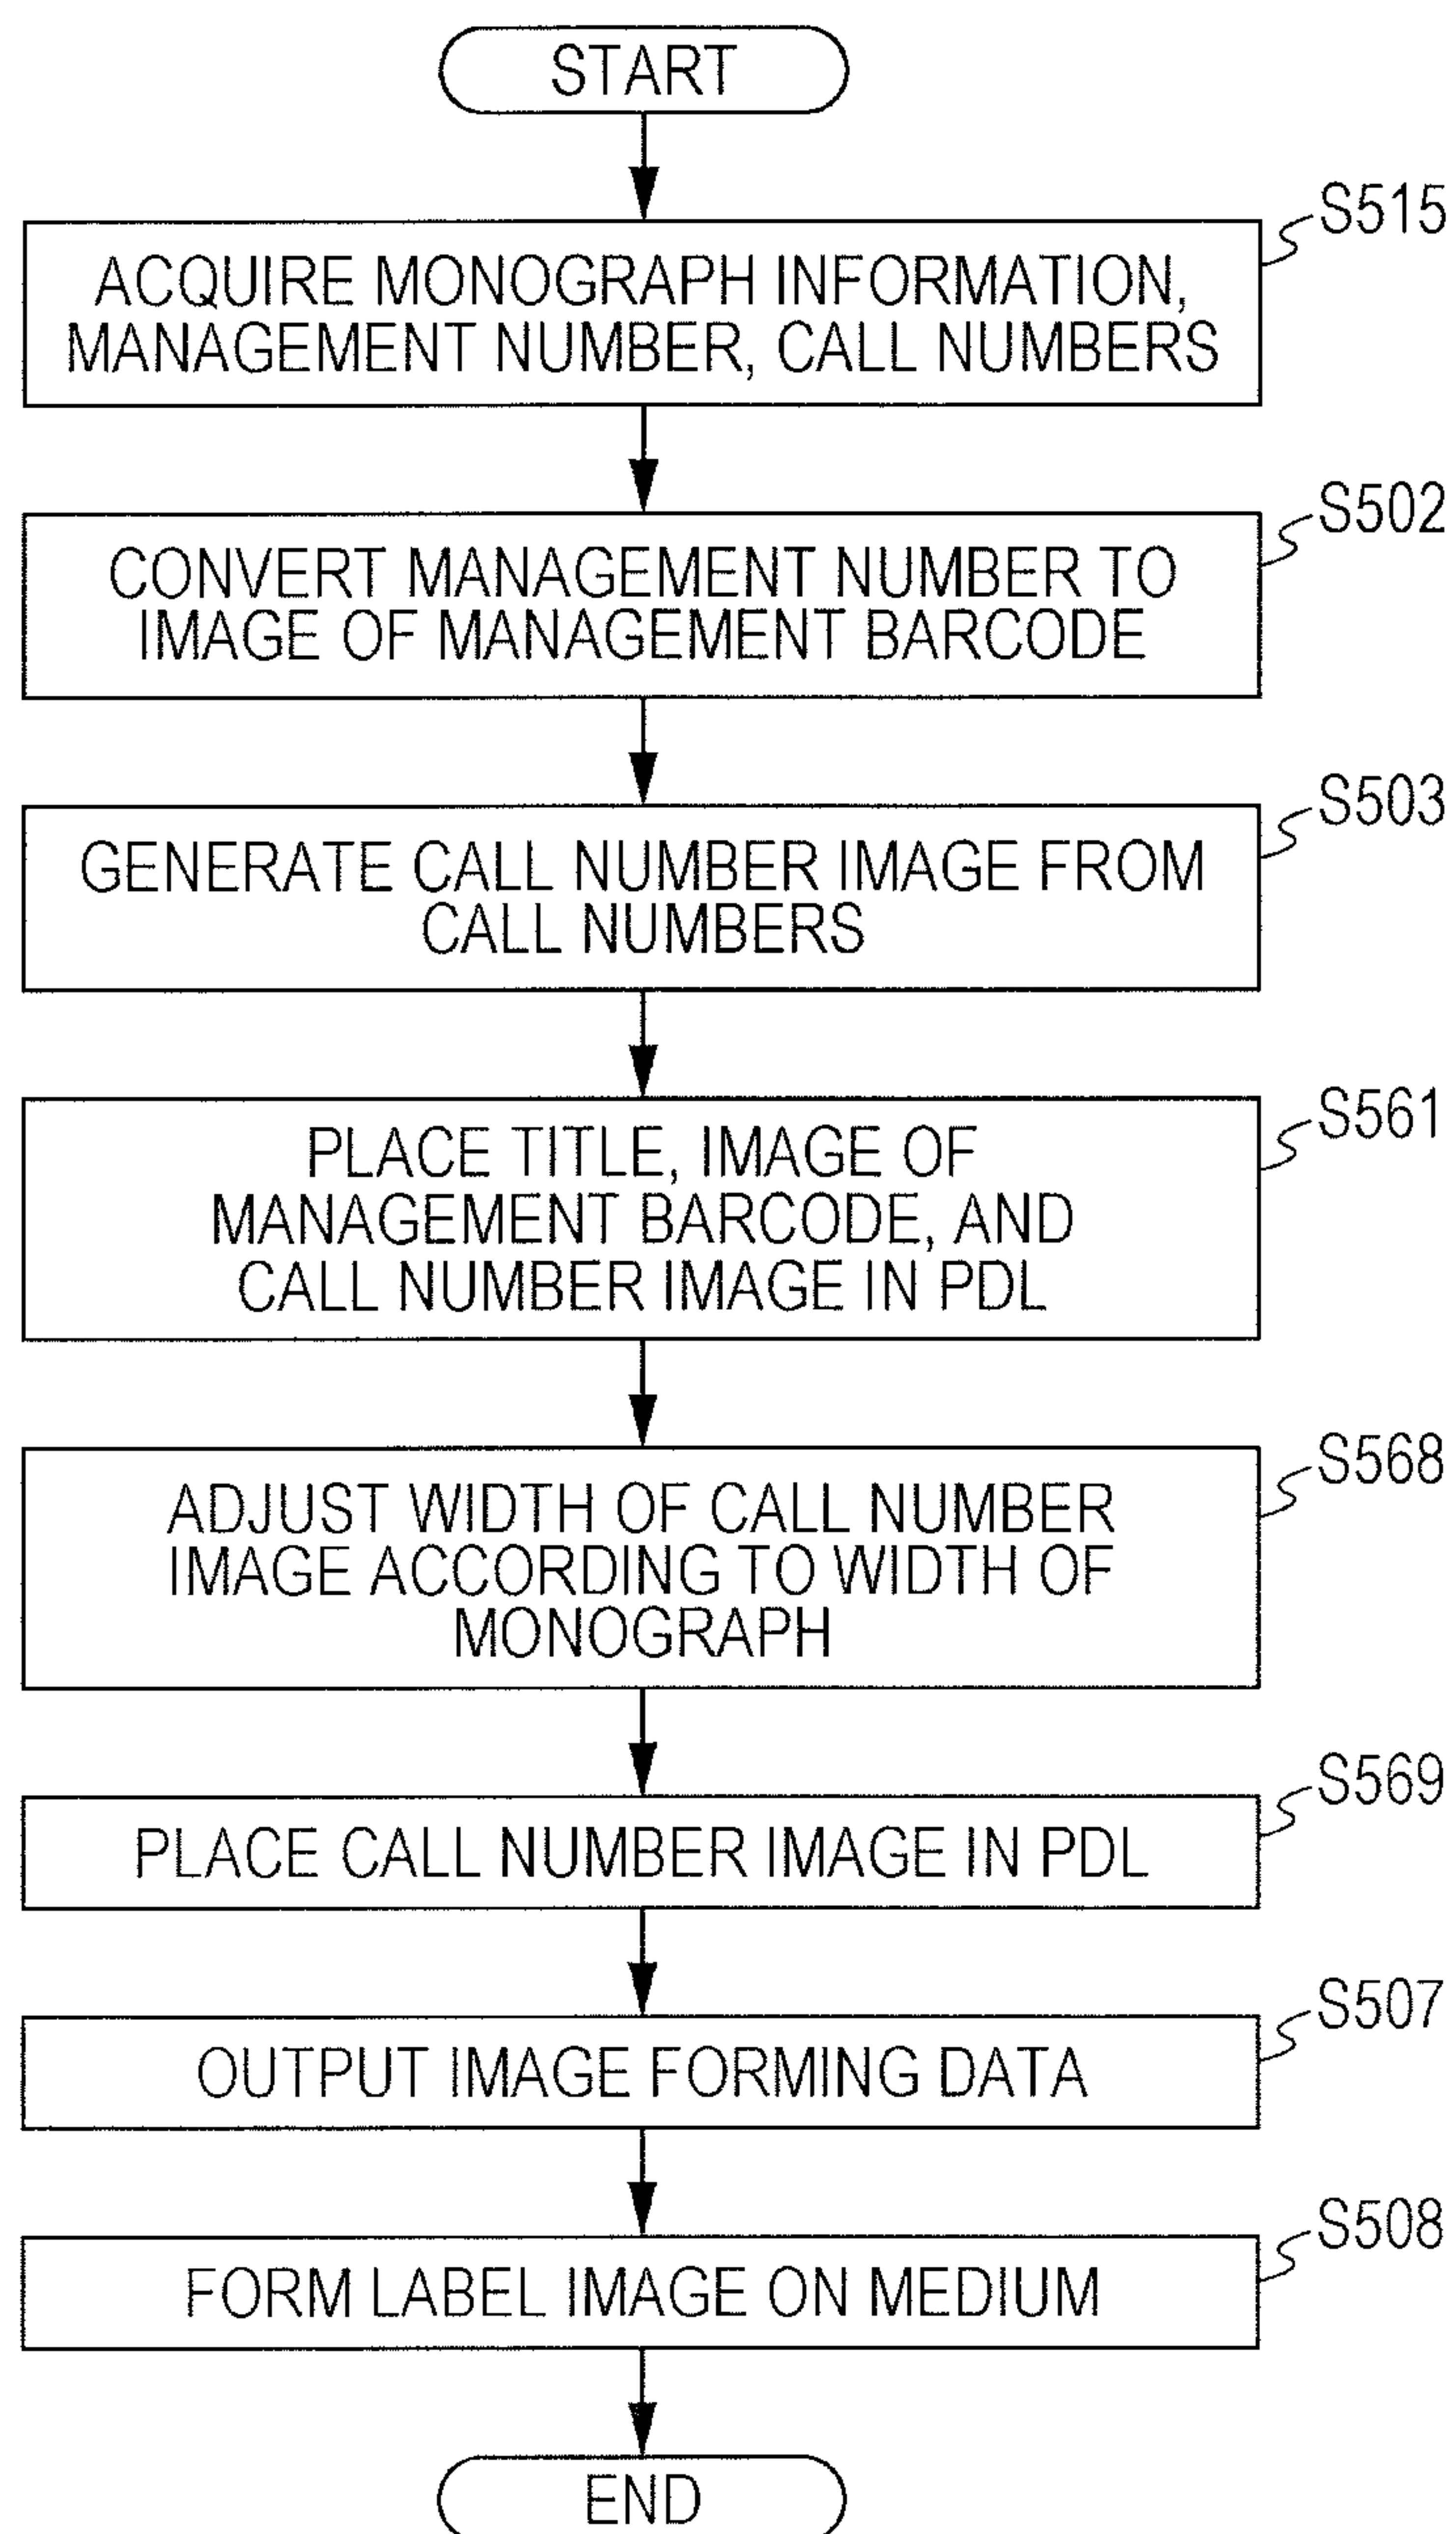 START
S515
ACQUIRE MONOGRAPH INFORMATION,
MANAGEMENT NUMBER, CALL NUMBERS
S502
CONVERT MANAGEMENT NUMBER TO
IMAGE OF MANAGEMENT BARCODE
S503
GENERATE CALL NUMBER IMAGE FROM
CALL NUMBERS
S561
PLACE TITLE, IMAGE OF
MANAGEMENT BARCODE, AND
CALL NUMBER IMAGE IN PDL
S568
ADJUST WIDTH OF CALL NUMBER
IMAGE ACCORDING TO WIDTH OF
MONOGRAPH
S569
PLACE CALL NUMBER IMAGE IN PDL
S507
OUTPUT IMAGE FORMING DATA
S508
FORM LABEL IMAGE ON MEDIUM
END